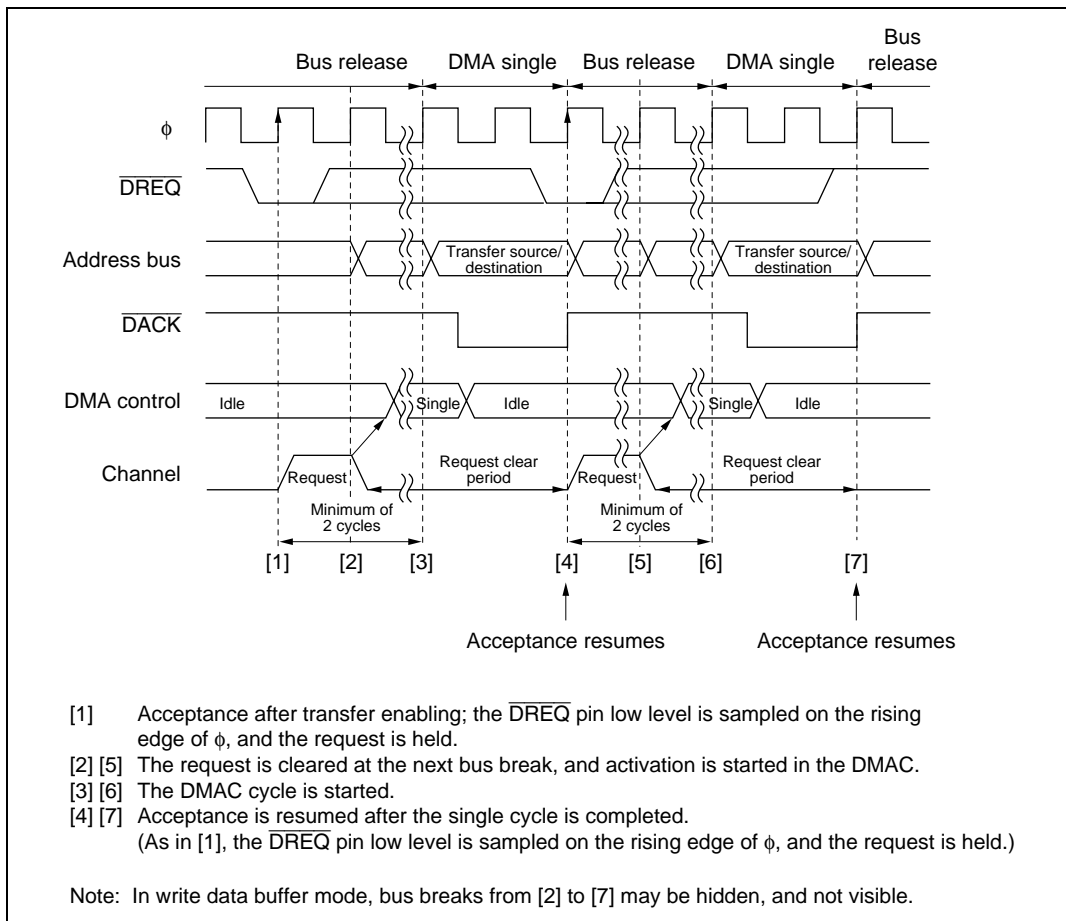 Bus release DMA single Bus release DMA single Bus release
φ
DREQ
Address bus Transfer source/ destination Transfer source/ destination
DACK
DMA control Idle Single Idle Single Idle
Channel Request Request clear period Request Request clear period
Minimum of 2 cycles Minimum of 2 cycles
[1] [2] [3] [4] [5] [6] [7]
Acceptance resumes Acceptance resumes
[1] Acceptance after transfer enabling; the DREQ pin low level is sampled on the rising
edge of φ, and the request is held.
[2] [5] The request is cleared at the next bus break, and activation is started in the DMAC.
[3] [6] The DMAC cycle is started.
[4] [7] Acceptance is resumed after the single cycle is completed.
(As in [1], the DREQ pin low level is sampled on the rising edge of φ, and the request is held.)
Note: In write data buffer mode, bus breaks from [2] to [7] may be hidden, and not visible.